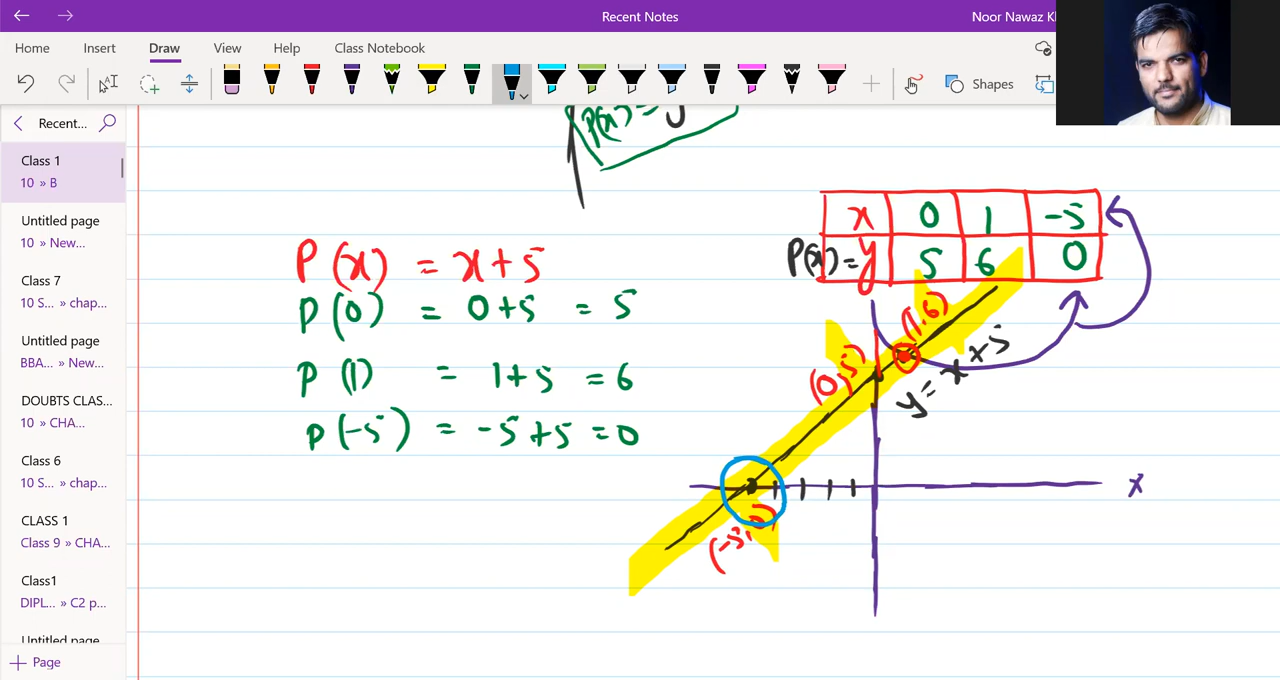 Recent Notes
Noor Nawaz Kh
Home Insert Draw View Help Class Notebook
Shapes
Recent...
Class 1
10 » B
Untitled page
10 » New...
Class 7
10 S... » chap...
Untitled page
BBA... » New...
DOUBTS CLAS...
10 » CHA...
Class 6
10 S... » chap...
CLASS 1
Class 9 » CHA...
Class1
DIPL... » C2 p...
Untitled page
Page
P(x) = y
x 0 1 -5
P(x) = y 5 6 0
P(x) = x+5
P(0) = 0+5 = 5
P(1) = 1+5 = 6
P(-5) = -5+5 = 0
(1,6)
(0,5)
y = x+5
x
(-5,0)